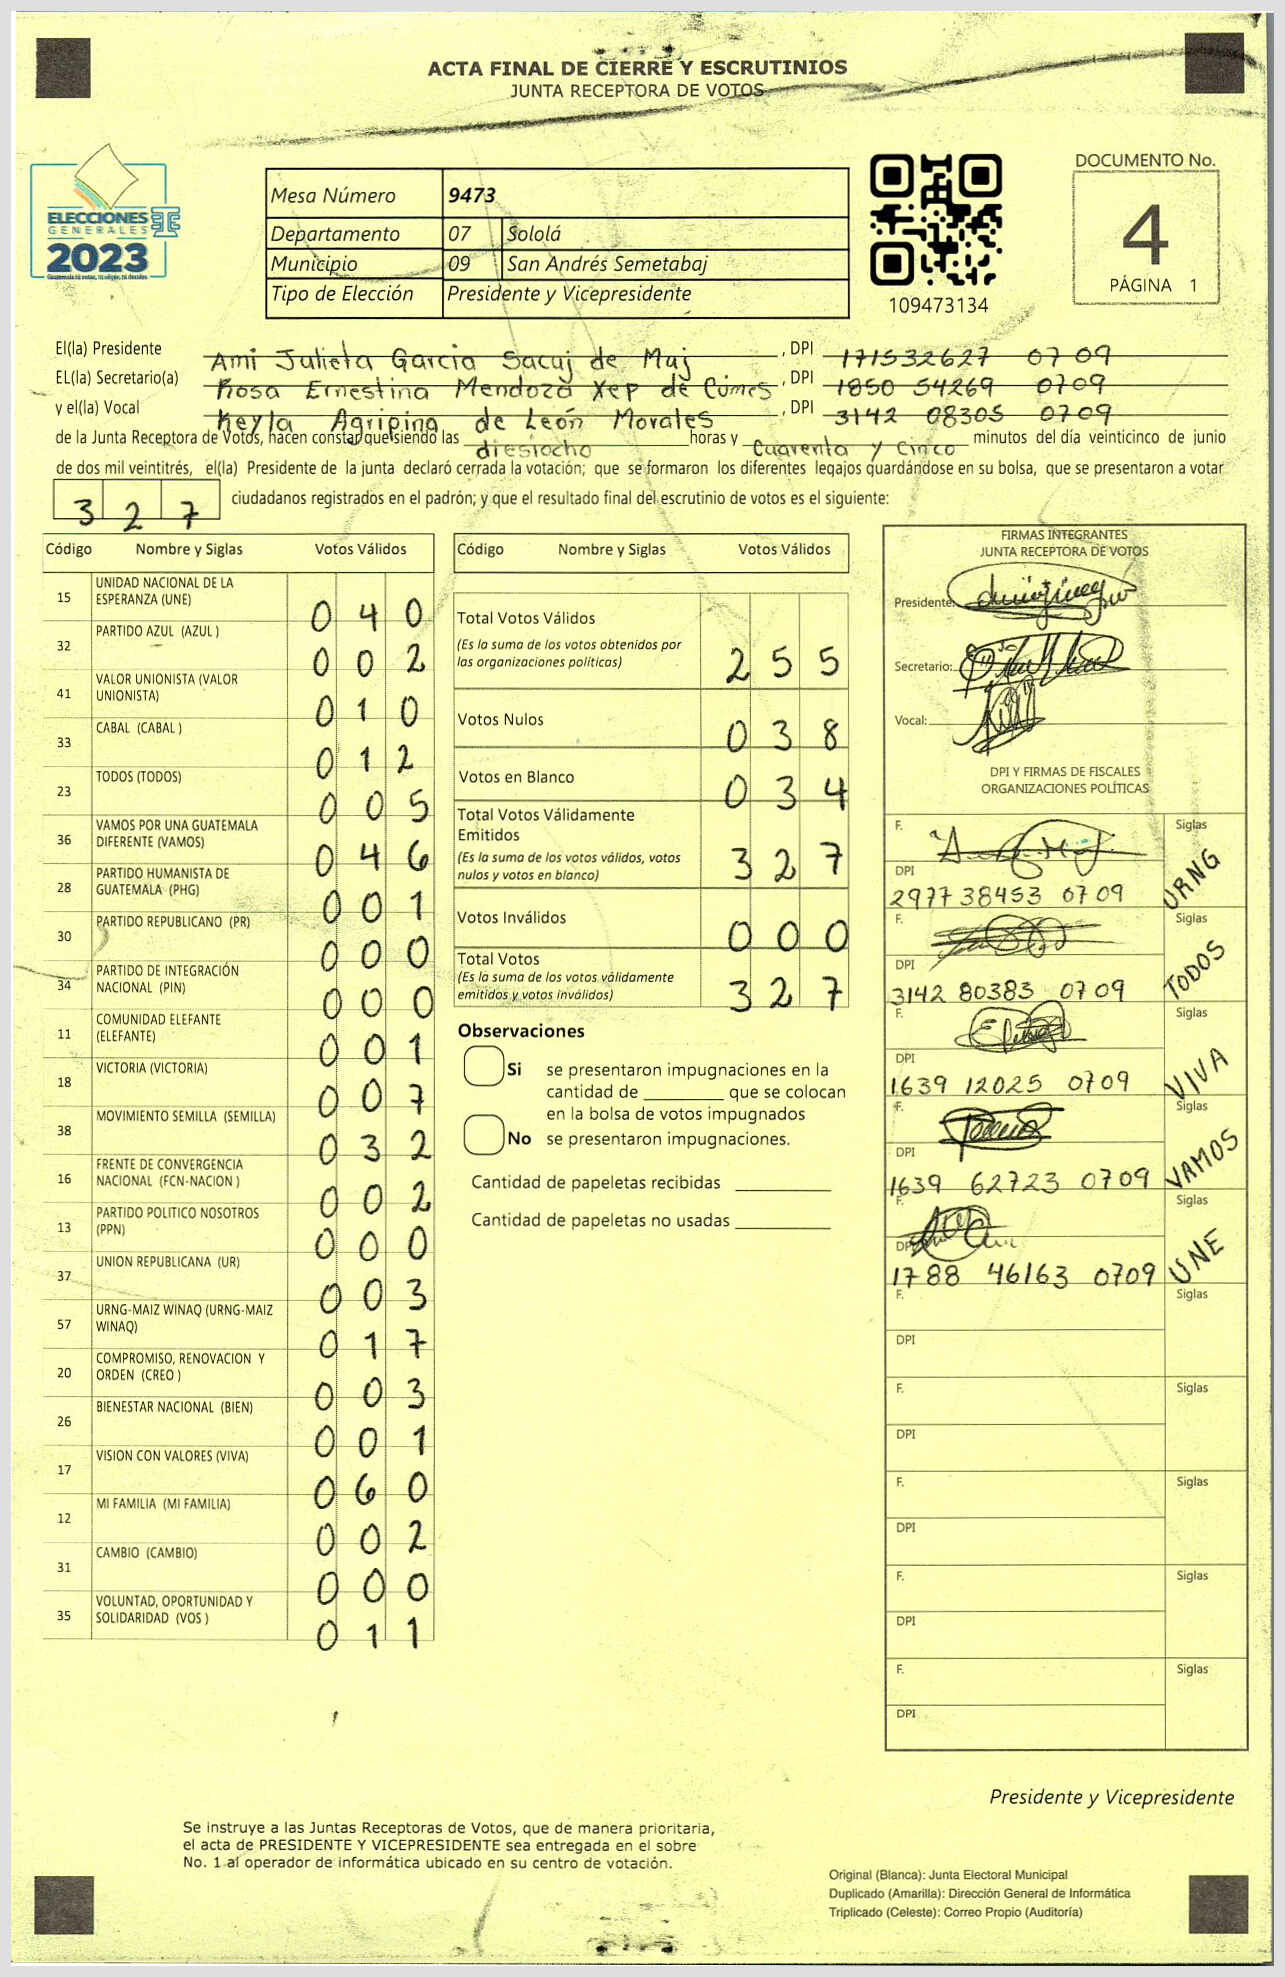 ACTA FINAL DE CIERRE Y ESCRUTINIOS
JUNTA RECEPTORA DE VOTOS
ELECCIONES
GENERALES
2023
Mesa Número 9473
Departamento 07 Sololá
Municipio 09 San Andrés Semetabaj
Tipo de Elección Presidente y Vicepresidente
109473134
DOCUMENTO No.
4
PÁGINA 1
El(la) Presidente Ami Julieta Garcia Sacuj de Muj , DPI 171532627 07 09
EL(la) Secretario(a) Rosa Ernestina Mendoza Xep de Cúmes , DPI 1850 54269 0709
y el(la) Vocal Keyla Agripina de León Morales , DPI 3142 08305 0709
de la Junta Receptora de Votos, hacen constar que siendo las diesiocho horas y Cuarenta y Cinco minutos del día veinticinco de junio
de dos mil veintitrés, el(la) Presidente de la junta declaró cerrada la votación; que se formaron los diferentes legajos guardándose en su bolsa, que se presentaron a votar
3 2 7 ciudadanos registrados en el padrón; y que el resultado final del escrutinio de votos es el siguiente:
Código Nombre y Siglas Votos Válidos
15 UNIDAD NACIONAL DE LA
ESPERANZA (UNE) 0 4 0
32 PARTIDO AZUL (AZUL ) 0 0 2
41 VALOR UNIONISTA (VALOR
UNIONISTA) 0 1 0
33 CABAL (CABAL ) 0 1 2
23 TODOS (TODOS) 0 0 5
36 VAMOS POR UNA GUATEMALA
DIFERENTE (VAMOS) 0 4 6
28 PARTIDO HUMANISTA DE
GUATEMALA (PHG) 0 0 1
30 PARTIDO REPUBLICANO (PR) 0 0 0
34 PARTIDO DE INTEGRACIÓN
NACIONAL (PIN) 0 0 0
11 COMUNIDAD ELEFANTE
(ELEFANTE) 0 0 1
18 VICTORIA (VICTORIA) 0 0 7
38 MOVIMIENTO SEMILLA (SEMILLA) 0 3 2
16 FRENTE DE CONVERGENCIA
NACIONAL (FCN-NACION ) 0 0 2
13 PARTIDO POLITICO NOSOTROS
(PPN) 0 0 0
37 UNION REPUBLICANA (UR) 0 0 3
57 URNG-MAIZ WINAQ (URNG-MAIZ
WINAQ) 0 1 7
20 COMPROMISO, RENOVACION Y
ORDEN (CREO ) 0 0 3
26 BIENESTAR NACIONAL (BIEN) 0 0 1
17 VISION CON VALORES (VIVA) 0 6 0
12 MI FAMILIA (MI FAMILIA) 0 0 2
31 CAMBIO (CAMBIO) 0 0 0
35 VOLUNTAD, OPORTUNIDAD Y
SOLIDARIDAD (VOS ) 0 1 1
Código Nombre y Siglas Votos Válidos
Total Votos Válidos
(Es la suma de los votos obtenidos por
las organizaciones políticas) 2 5 5
Votos Nulos 0 3 8
Votos en Blanco 0 3 4
Total Votos Válidamente
Emitidos
(Es la suma de los votos válidos, votos
nulos y votos en blanco) 3 2 7
Votos Inválidos 0 0 0
Total Votos
(Es la suma de los votos válidamente
emitidos y votos inválidos) 3 2 7
Observaciones
Si se presentaron impugnaciones en la
cantidad de ________ que se colocan
en la bolsa de votos impugnados
No se presentaron impugnaciones.
Cantidad de papeletas recibidas
Cantidad de papeletas no usadas
FIRMAS INTEGRANTES
JUNTA RECEPTORA DE VOTOS
Presidente:
Secretario:
Vocal:
DPI Y FIRMAS DE FISCALES
ORGANIZACIONES POLÍTICAS
F. Siglas
DPI URNG
2977 38453 07 09
F. Siglas
DPI TODOS
3142 80383 0709
F. Siglas
DPI VIVA
1639 12025 0709
F. Siglas
DPI VAMOS
1639 62723 0709
F. Siglas
DPI UNE
1788 46163 0709
F. Siglas
DPI
F. Siglas
DPI
F. Siglas
DPI
F. Siglas
DPI
F. Siglas
DPI
Presidente y Vicepresidente
Se instruye a las Juntas Receptoras de Votos, que de manera prioritaria,
el acta de PRESIDENTE Y VICEPRESIDENTE sea entregada en el sobre
No. 1 al operador de informática ubicado en su centro de votación.
Original (Blanca): Junta Electoral Municipal
Duplicado (Amarilla): Dirección General de Informática
Triplicado (Celeste): Correo Propio (Auditoría)